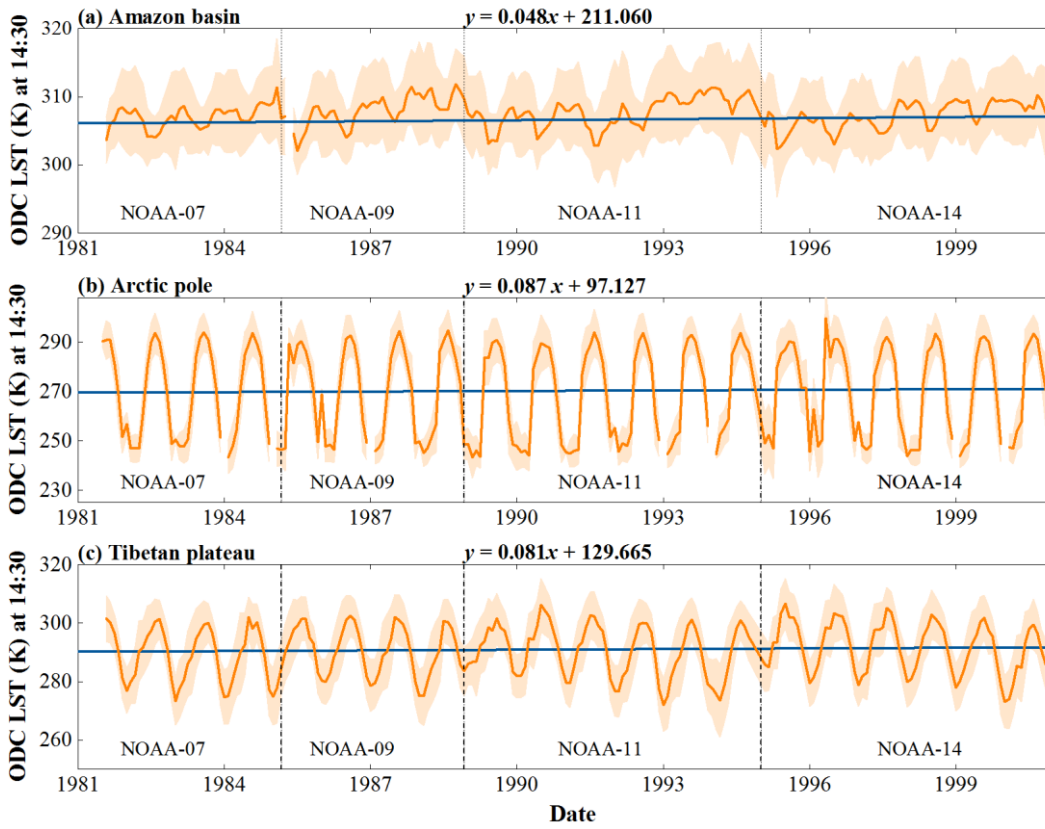 (a) Amazon basin
y = 0.048x + 211.060
ODC LST (K) at 14:30
320
310
300
290
NOAA-07
NOAA-09
NOAA-11
NOAA-14
1981 1984 1987 1990 1993 1996 1999
(b) Arctic pole
y = 0.087 x + 97.127
ODC LST (K) at 14:30
290
270
250
230
NOAA-07
NOAA-09
NOAA-11
NOAA-14
1981 1984 1987 1990 1993 1996 1999
(c) Tibetan plateau
y = 0.081x + 129.665
ODC LST (K) at 14:30
320
300
280
260
NOAA-07
NOAA-09
NOAA-11
NOAA-14
1981 1984 1987 1990 1993 1996 1999
Date